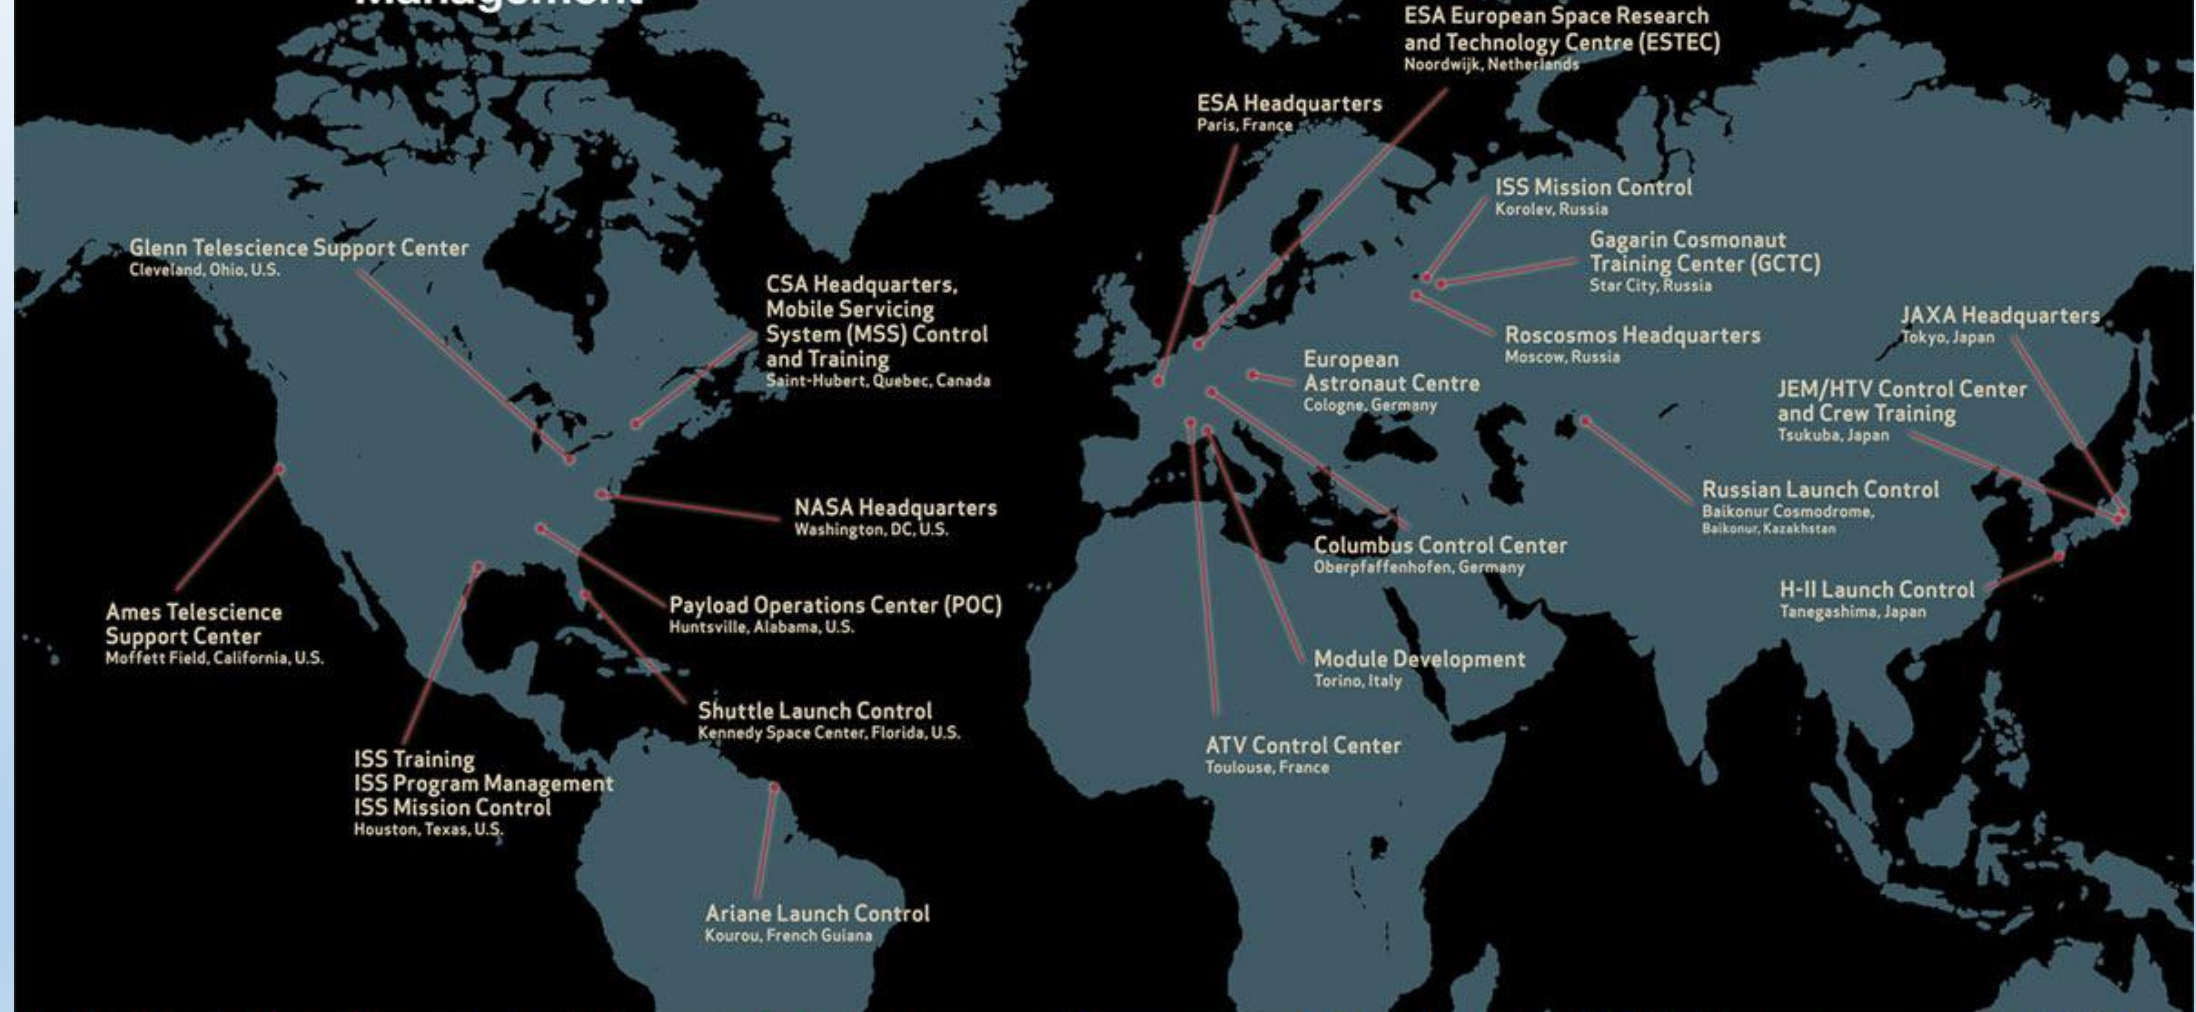 Management
ESA European Space Research
and Technology Centre (ESTEC)
Noordwijk, Netherlands
ESA Headquarters
Paris, France
ISS Mission Control
Korolev, Russia
Gagarin Cosmonaut
Training Center (GCTC)
Star City, Russia
Glenn Telescience Support Center
Cleveland, Ohio, U.S.
CSA Headquarters,
Mobile Servicing
System (MSS) Control
and Training
Saint-Hubert, Quebec, Canada
JAXA Headquarters
Tokyo, Japan
Roscosmos Headquarters
Moscow, Russia
European
Astronaut Centre
Cologne, Germany
JEM/HTV Control Center
and Crew Training
Tsukuba, Japan
NASA Headquarters
Washington, DC, U.S.
Russian Launch Control
Baikonur Cosmodrome,
Baikonur, Kazakhstan
Columbus Control Center
Oberpfaffenhofen, Germany
H-II Launch Control
Tanegashima, Japan
Ames Telescience
Support Center
Moffett Field, California, U.S.
Payload Operations Center (POC)
Huntsville, Alabama, U.S.
Module Development
Torino, Italy
Shuttle Launch Control
Kennedy Space Center, Florida, U.S.
ATV Control Center
Toulouse, France
ISS Training
ISS Program Management
ISS Mission Control
Houston, Texas, U.S.
Ariane Launch Control
Kourou, French Guiana